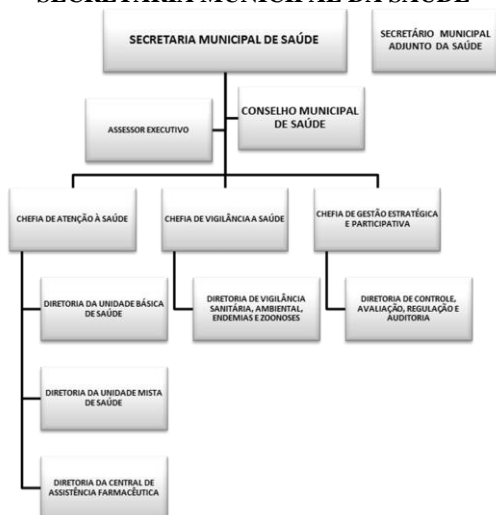 SECRETARIA MUNICIPAL DA SAÚDE
SECRETARIA MUNICIPAL DE SAÚDE
SECRETÁRIO MUNICIPAL
ADJUNTO DA SAÚDE
ASSESSOR EXECUTIVO
CONSELHO MUNICIPAL
DE SAÚDE
CHEFIA DE ATENÇÃO À SAÚDE
CHEFIA DE VIGILÂNCIA A SAÚDE
CHEFIA DE GESTÃO ESTRATÉGICA
E PARTICIPATIVA
DIRETORIA DA UNIDADE BÁSICA
DE SAÚDE
DIRETORIA DE VIGILÂNCIA
SANITÁRIA, AMBIENTAL,
ENDEMIAS E ZOONOSES
DIRETORIA DE CONTROLE,
AVALIAÇÃO, REGULAÇÃO E
AUDITORIA
DIRETORIA DA UNIDADE MISTA
DE SAÚDE
DIRETORIA DA CENTRAL DE
ASSISTÊNCIA FARMACÊUTICA